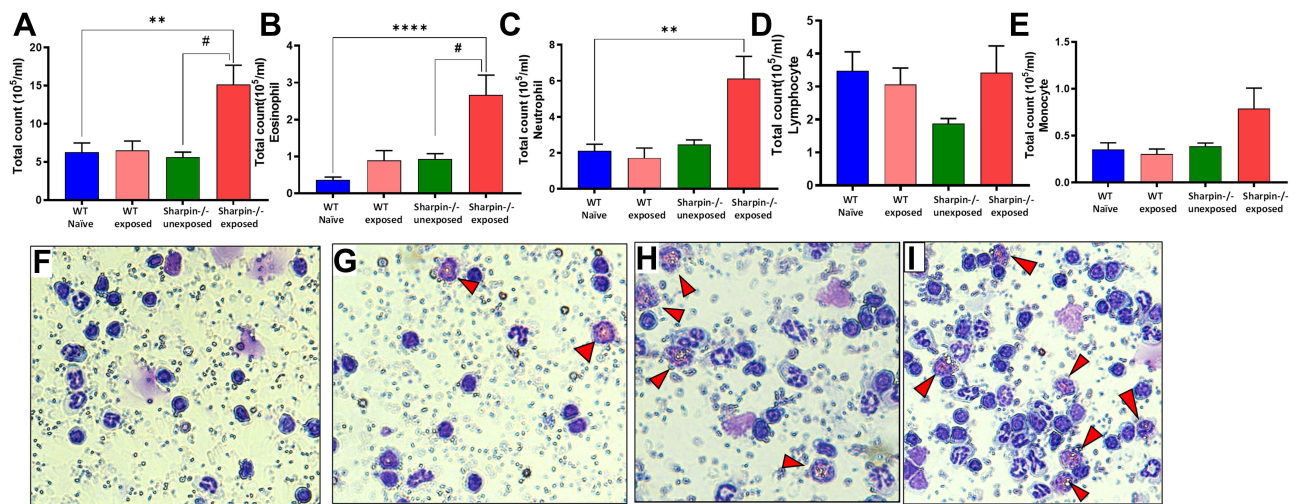 A
**
#
Total count (10⁵/ml)
20
15
10
5
0
WT
Naïve
WT
exposed
Sharpin-/-
unexposed
Sharpin-/-
exposed
B
****
#
Total count(10⁵/ml)
Eosinophil
4
3
2
1
0
WT
Naïve
WT
exposed
Sharpin-/-
unexposed
Sharpin-/-
exposed
C
**
Total count (10⁵/ml)
Neutrophil
8
6
4
2
0
WT
Naïve
WT
exposed
Sharpin-/-
unexposed
Sharpin-/-
exposed
D
Total count(10⁵/ml)
Lymphocyte
5
4
3
2
1
0
WT
Naïve
WT
exposed
Sharpin-/-
unexposed
Sharpin-/-
exposed
E
Total count (10⁵/ml)
Monocyte
1.5
1.0
0.5
0.0
WT
Naïve
WT
exposed
Sharpin-/-
unexposed
Sharpin-/-
exposed
F
G
H
I